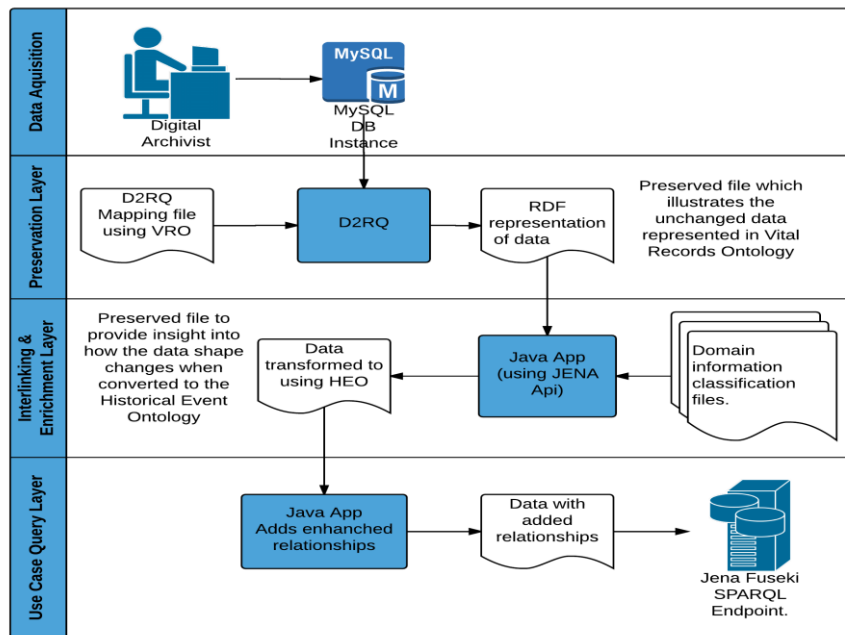 Data Aquisition
Digital
Archivist
MySQL
M
MySQL
DB
Instance
Preservation Layer
D2RQ
Mapping file
using VRO
D2RQ
RDF
representation
of data
Preserved file which
illustrates the
unchanged data
represented in Vital
Records Ontology
Interlinking &
Enrichment Layer
Preserved file to
provide insight into
how the data shape
changes when
converted to the
Historical Event
Ontology
Data
transformed to
using HEO
Java App
(using JENA
Api)
Domain
information
classification
files.
Use Case Query Layer
Java App
Adds enhanched
relationships
Data with
added
relationships
Jena Fuseki
SPARQL
Endpoint.